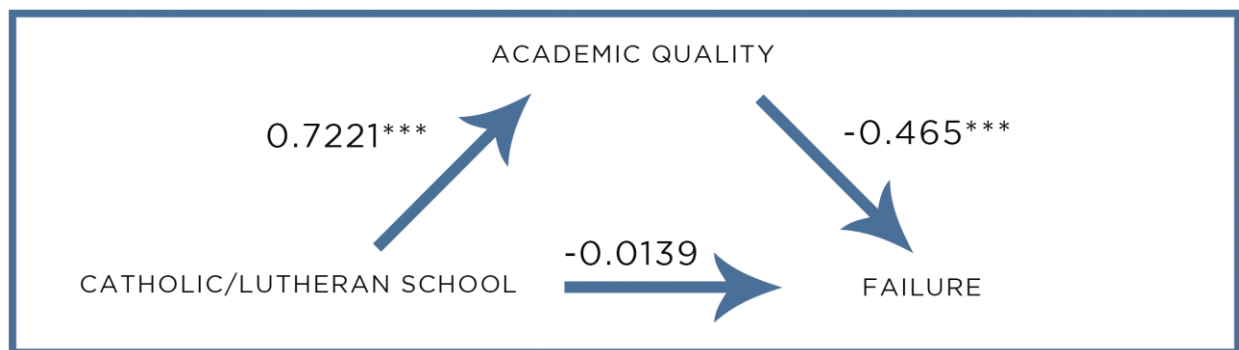 ACADEMIC QUALITY
0.7221***
-0.465***
-0.0139
CATHOLIC/LUTHERAN SCHOOL
FAILURE